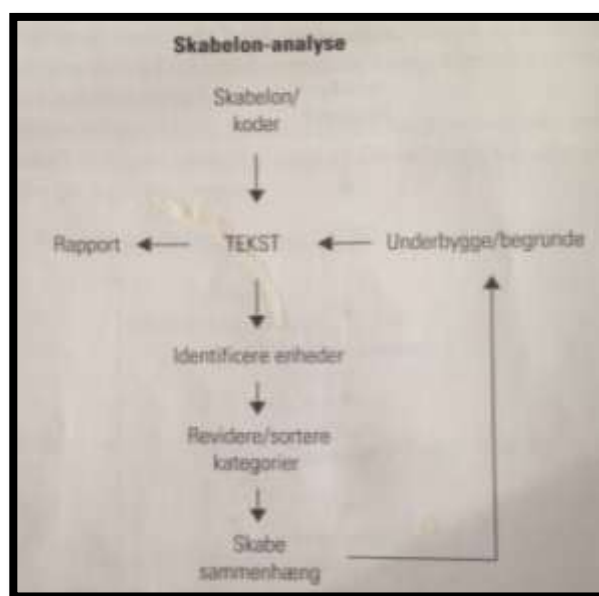 Skabelon-analyse
Skabelon/
koder
Rapport
TEKST
Underbygge/begrunde
Identificere enheder
Revidere/sortere
kategorier
Skabe
sammenhæng